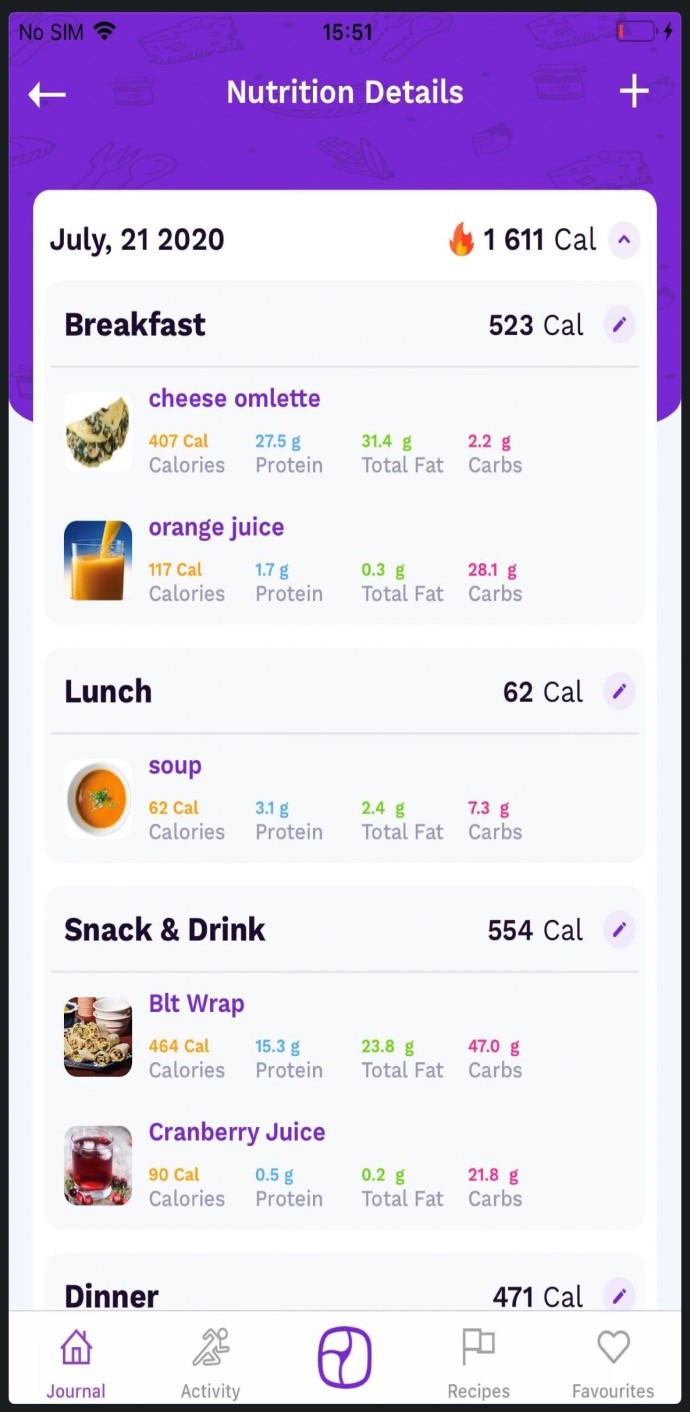 No SIM 15:51
Nutrition Details
July, 21 2020 1 611 Cal
Breakfast 523 Cal
cheese omlette
407 Cal 27.5 g 31.4 g 2.2 g
Calories Protein Total Fat Carbs
orange juice
117 Cal 1.7 g 0.3 g 28.1 g
Calories Protein Total Fat Carbs
Lunch 62 Cal
soup
62 Cal 3.1 g 2.4 g 7.3 g
Calories Protein Total Fat Carbs
Snack & Drink 554 Cal
Blt Wrap
464 Cal 15.3 g 23.8 g 47.0 g
Calories Protein Total Fat Carbs
Cranberry Juice
90 Cal 0.5 g 0.2 g 21.8 g
Calories Protein Total Fat Carbs
Dinner 471 Cal
Journal Activity Recipes Favourites